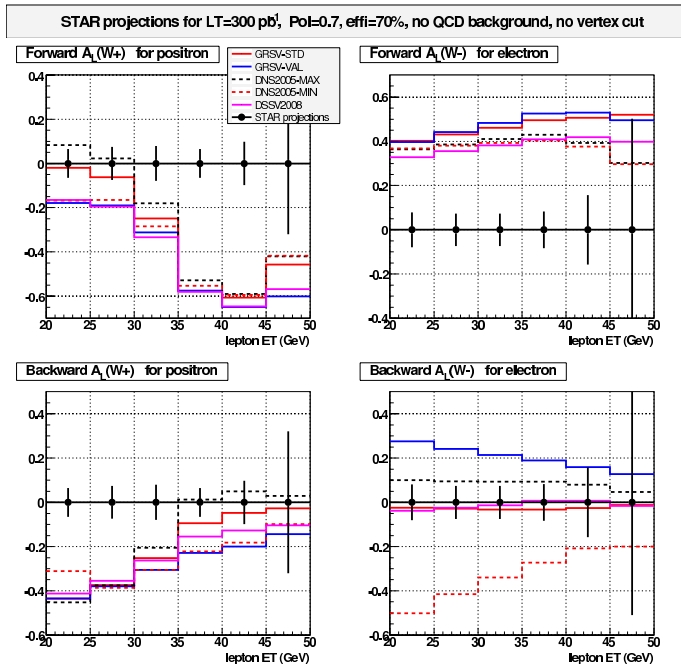 STAR projections for LT=300 pb¹, Pol=0.7, effi=70%, no QCD background, no vertex cut
Forward A_L(W+) for positron
GRSV-STD
GRSV-VAL
DNS2005-MAX
DNS2005-MIN
DSSV2008
STAR projections
0.4
0.2
0
-0.2
-0.4
-0.6
20 25 30 35 40 45 50
lepton ET (GeV)
Forward A_L(W-) for electron
0.6
0.4
0.2
0
-0.2
-0.4
20 25 30 35 40 45 50
lepton ET (GeV)
Backward A_L(W+) for positron
0.4
0.2
0
-0.2
-0.4
-0.6
20 25 30 35 40 45 50
lepton ET (GeV)
Backward A_L(W-) for electron
0.4
0.2
0
-0.2
-0.4
-0.6
20 25 30 35 40 45 50
lepton ET (GeV)